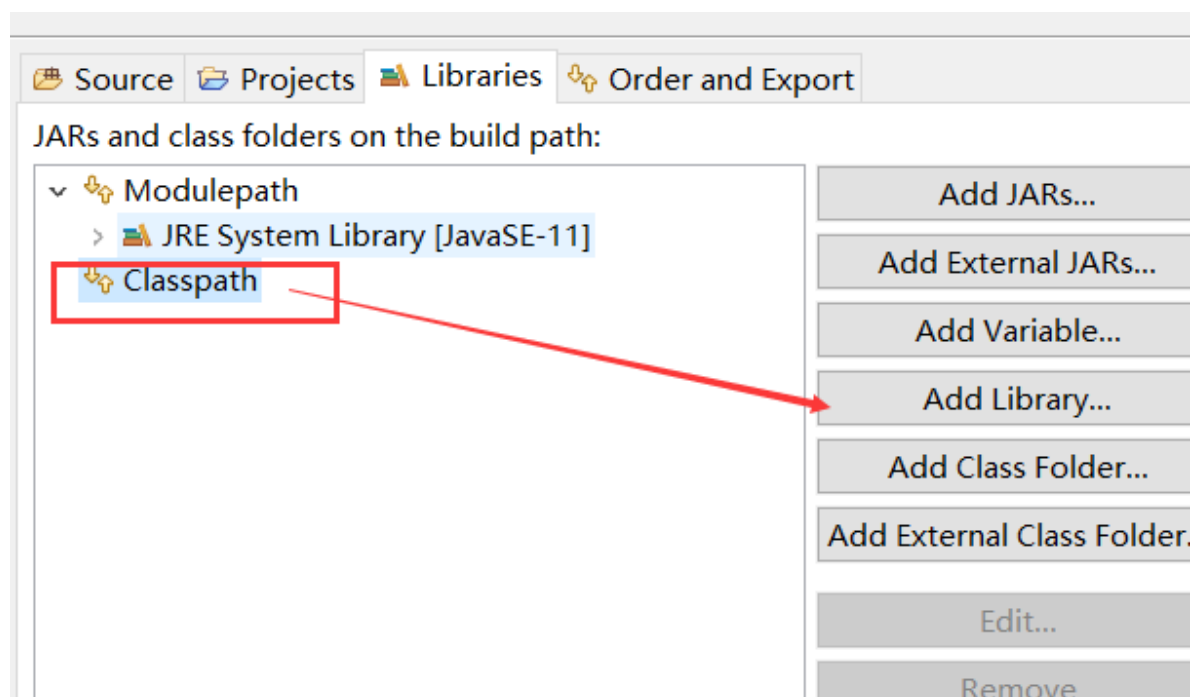 Source Projects Libraries Order and Export
JARs and class folders on the build path:
Modulepath
JRE System Library [JavaSE-11]
Classpath
Add JARs...
Add External JARs...
Add Variable...
Add Library...
Add Class Folder...
Add External Class Folder.
Edit...
Remove